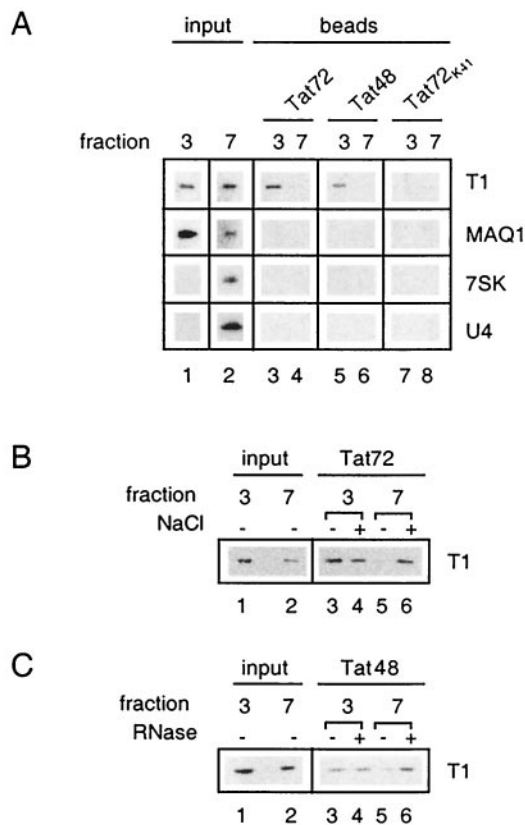 A
input beads
Tat72 Tat48 Tat72K41
fraction 3 7 3 7 3 7 3 7
T1
MAQ1
7SK
U4
1 2 3 4 5 6 7 8
B
input Tat72
fraction 3 7 3 7
NaCl - - - + - +
T1
1 2 3 4 5 6
C
input Tat48
fraction 3 7 3 7
RNase - - - + - +
T1
1 2 3 4 5 6